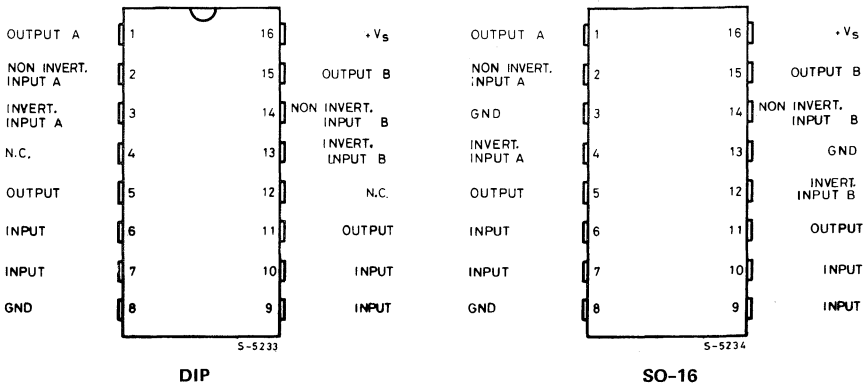 OUTPUT A 1 16 +Vs
NON INVERT.
INPUT A 2 15 OUTPUT B
INVERT.
INPUT A 3 14 NON INVERT.
INPUT B
N.C. 4 13 INVERT.
INPUT B
OUTPUT 5 12 N.C.
INPUT 6 11 OUTPUT
INPUT 7 10 INPUT
GND 8 9 INPUT
S-5233
DIP
OUTPUT A 1 16 +Vs
NON INVERT.
INPUT A 2 15 OUTPUT B
GND 3 14 NON INVERT.
INPUT B
INVERT.
INPUT A 4 13 GND
OUTPUT 5 12 INVERT.
INPUT B
INPUT 6 11 OUTPUT
INPUT 7 10 INPUT
GND 8 9 INPUT
S-5234
SO-16